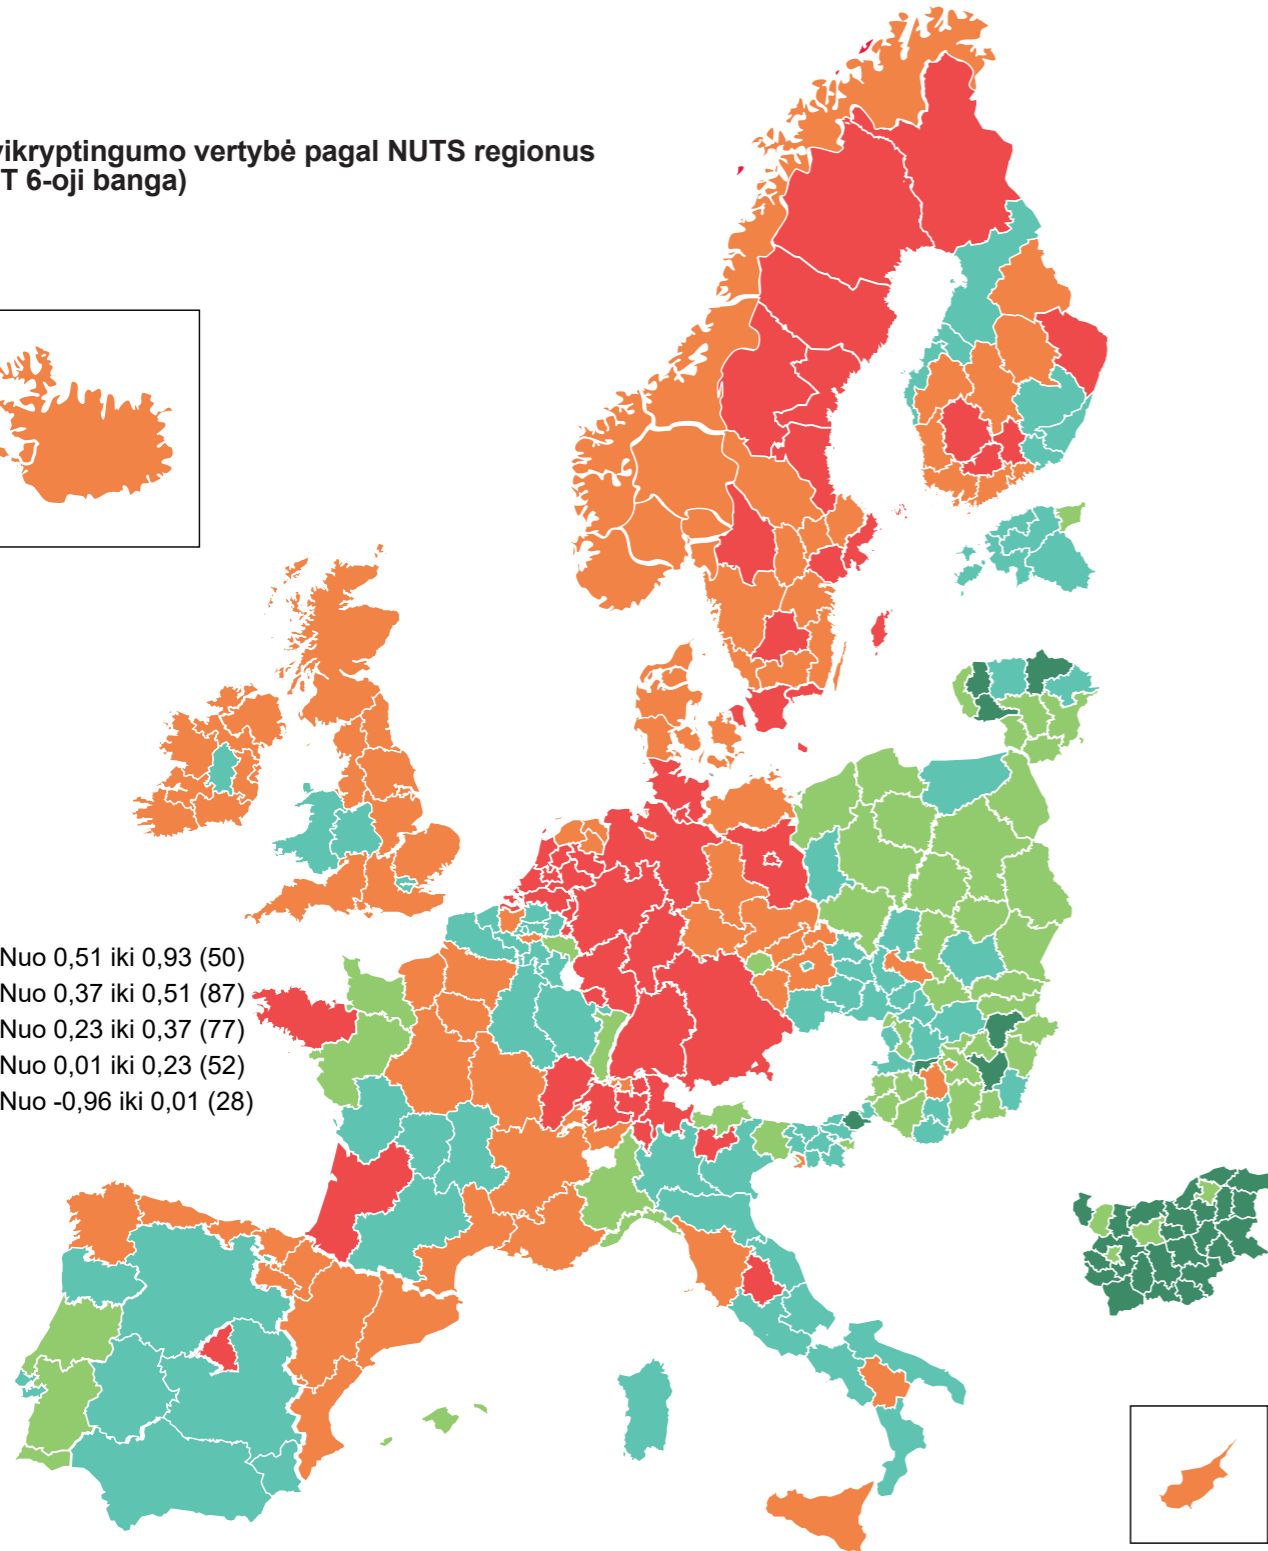 vikryptingumo vertybė pagal NUTS regionus
T 6-oji banga)
Nuo 0,51 iki 0,93 (50)
Nuo 0,37 iki 0,51 (87)
Nuo 0,23 iki 0,37 (77)
Nuo 0,01 iki 0,23 (52)
Nuo -0,96 iki 0,01 (28)